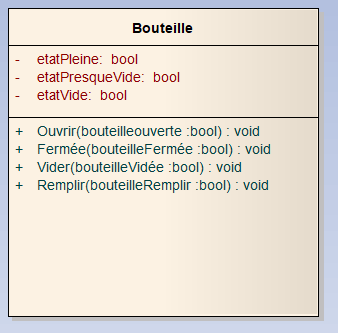 Bouteille
- etatPleine: bool
- etatPresqueVide: bool
- etatVide: bool
+ Ouvrir(bouteilleouverte :bool) : void
+ Fermée(bouteilleFermée :bool) : void
+ Vider(bouteilleVidée :bool) : void
+ Remplir(bouteilleRemplir :bool) : void